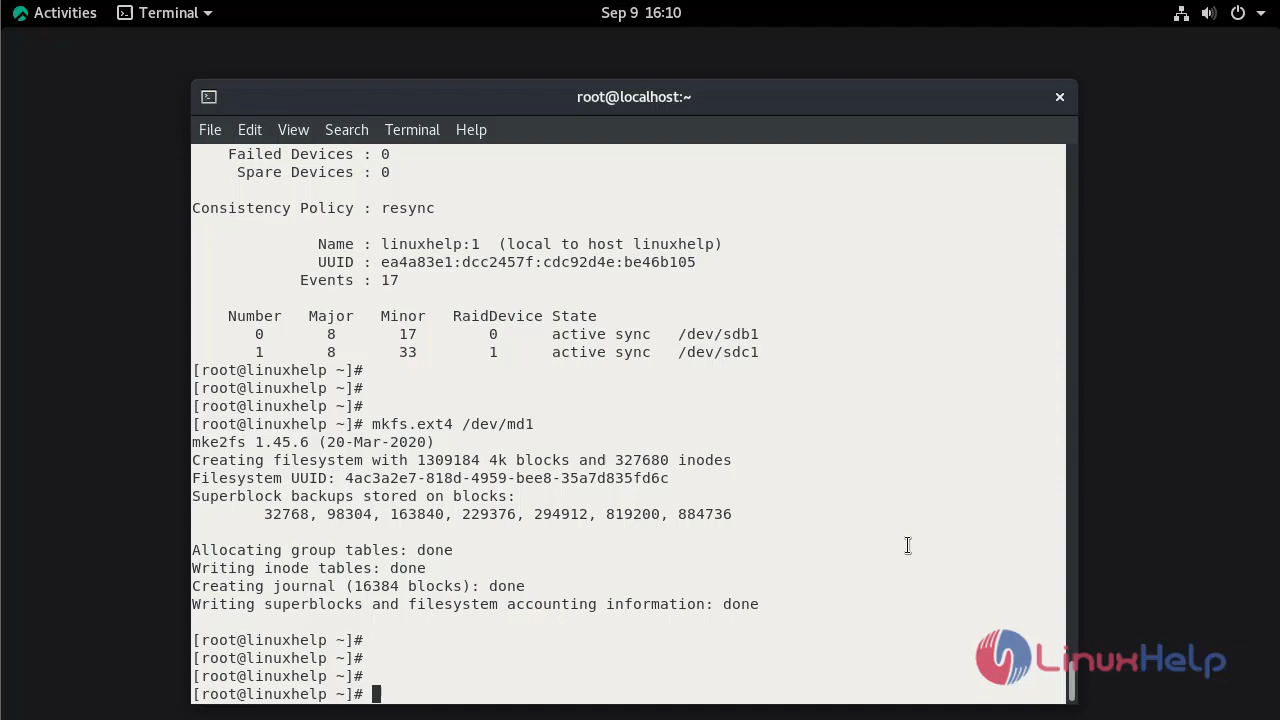 Activities Terminal Sep 9 16:10
root@localhost:~
File Edit View Search Terminal Help
Failed Devices : 0
Spare Devices : 0
Consistency Policy : resync
Name : linuxhelp:1 (local to host linuxhelp)
UUID : ea4a83e1:dcc2457f:cdc92d4e:be46b105
Events : 17
Number Major Minor RaidDevice State
0 8 17 0 active sync /dev/sdb1
1 8 33 1 active sync /dev/sdc1
[root@linuxhelp ~]#
[root@linuxhelp ~]#
[root@linuxhelp ~]#
[root@linuxhelp ~]# mkfs.ext4 /dev/md1
mke2fs 1.45.6 (20-Mar-2020)
Creating filesystem with 1309184 4k blocks and 327680 inodes
Filesystem UUID: 4ac3a2e7-818d-4959-bee8-35a7d835fd6c
Superblock backups stored on blocks:
32768, 98304, 163840, 229376, 294912, 819200, 884736
Allocating group tables: done
Writing inode tables: done
Creating journal (16384 blocks): done
Writing superblocks and filesystem accounting information: done
[root@linuxhelp ~]#
[root@linuxhelp ~]#
[root@linuxhelp ~]#
[root@linuxhelp ~]#
LinuxHelp